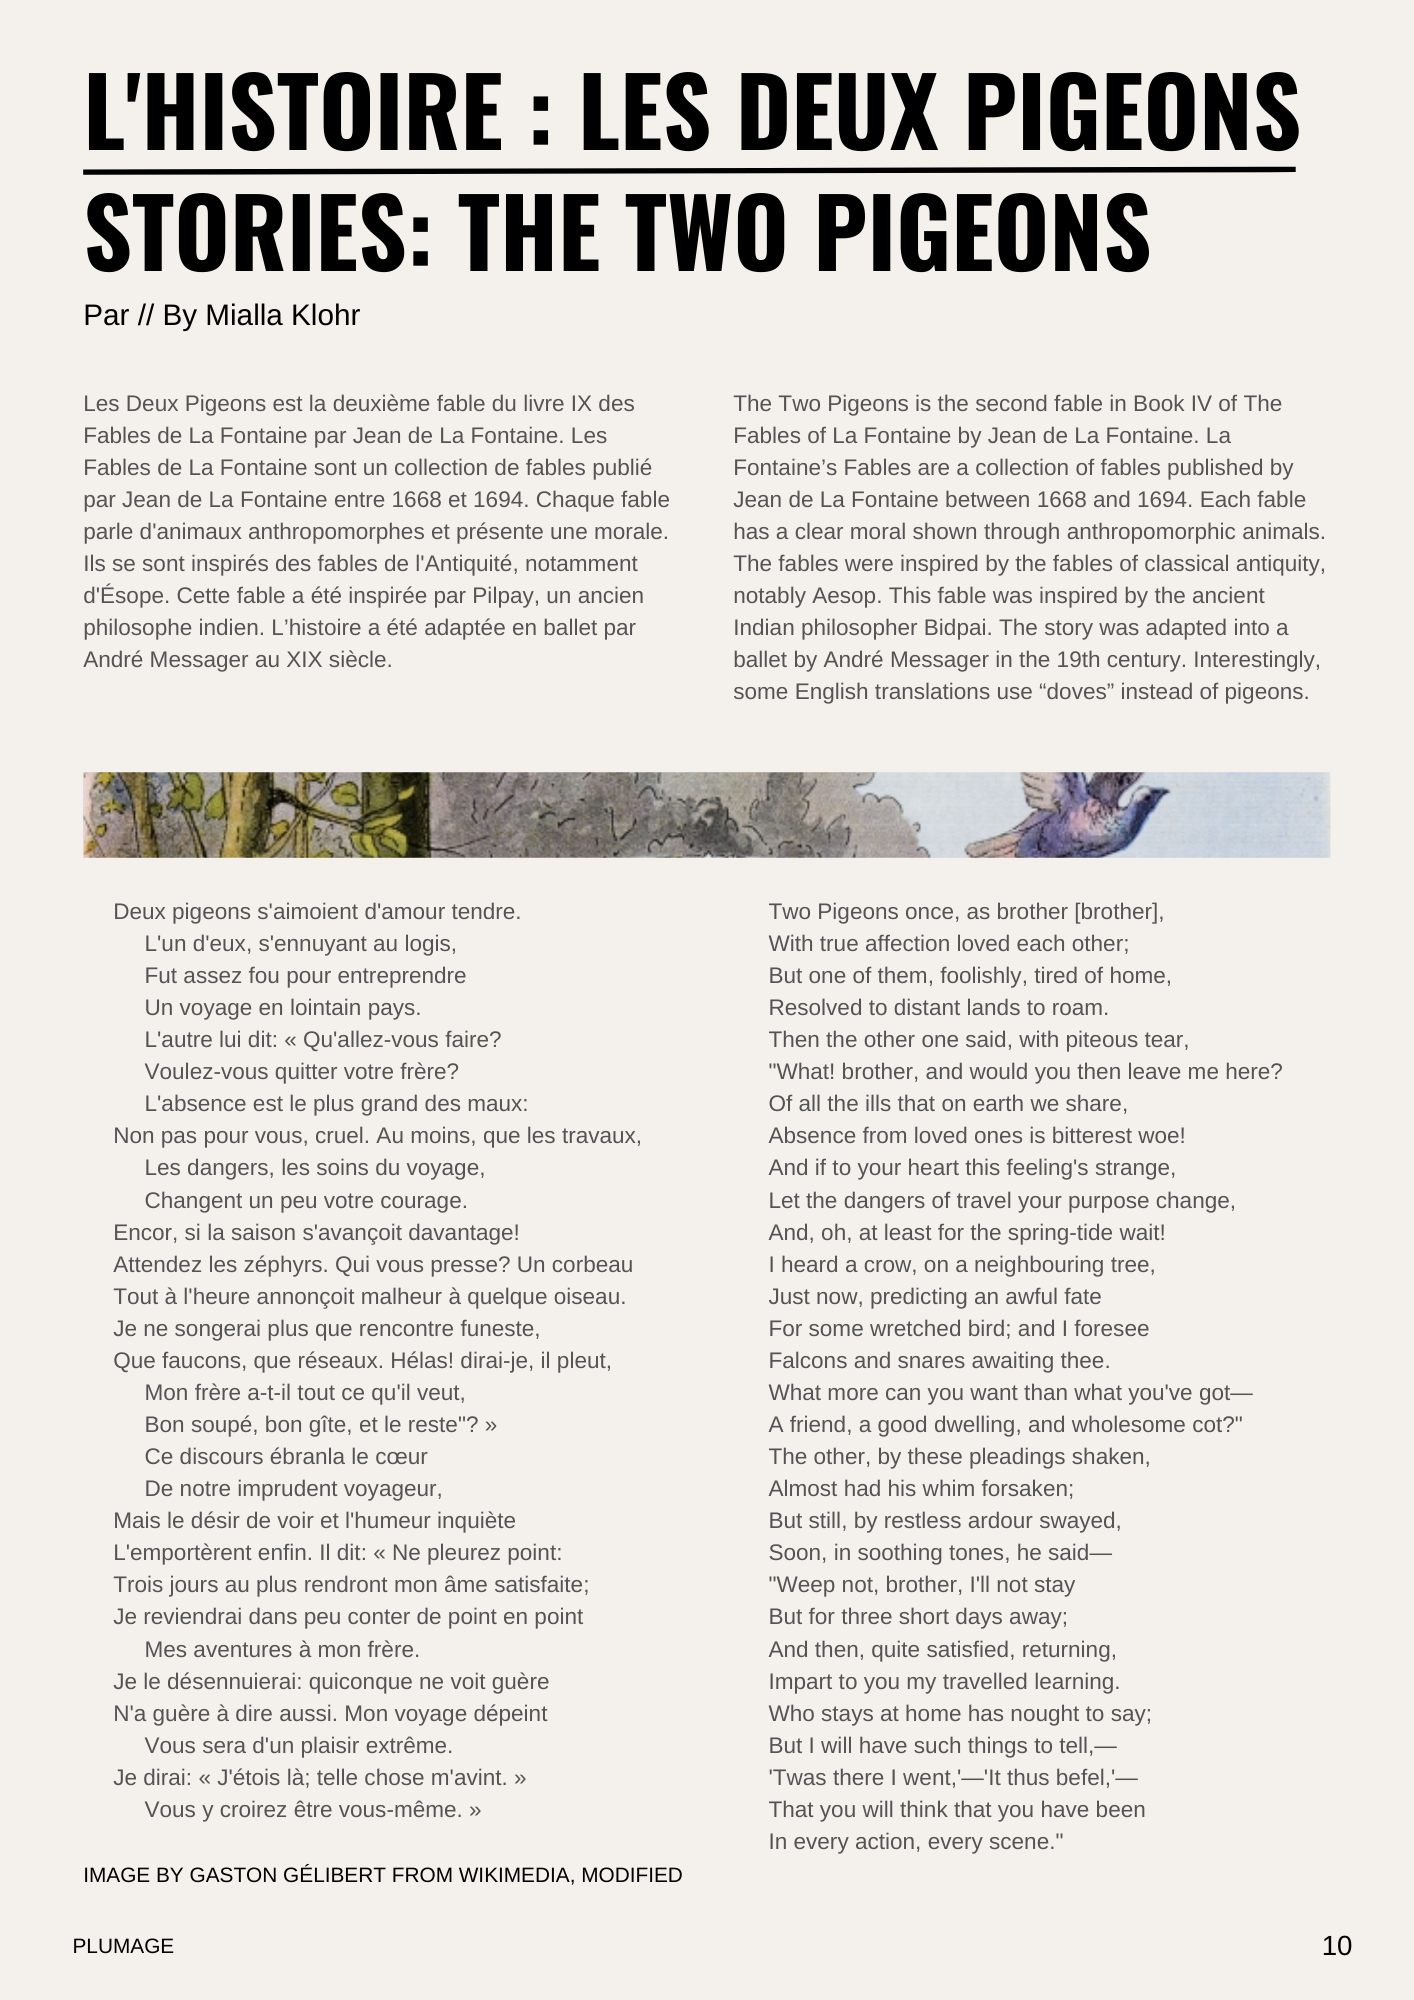 L'HISTOIRE : LES DEUX PIGEONS
STORIES: THE TWO PIGEONS
Par // By Mialla Klohr
Les Deux Pigeons est la deuxième fable du livre IX des
Fables de La Fontaine par Jean de La Fontaine. Les
Fables de La Fontaine sont un collection de fables publié
par Jean de La Fontaine entre 1668 et 1694. Chaque fable
parle d'animaux anthropomorphes et présente une morale.
Ils se sont inspirés des fables de l'Antiquité, notamment
d'Ésope. Cette fable a été inspirée par Pilpay, un ancien
philosophe indien. L’histoire a été adaptée en ballet par
André Messager au XIX siècle.
The Two Pigeons is the second fable in Book IV of The
Fables of La Fontaine by Jean de La Fontaine. La
Fontaine’s Fables are a collection of fables published by
Jean de La Fontaine between 1668 and 1694. Each fable
has a clear moral shown through anthropomorphic animals.
The fables were inspired by the fables of classical antiquity,
notably Aesop. This fable was inspired by the ancient
Indian philosopher Bidpai. The story was adapted into a
ballet by André Messager in the 19th century. Interestingly,
some English translations use “doves” instead of pigeons.
Deux pigeons s'aimoient d'amour tendre.
L'un d'eux, s'ennuyant au logis,
Fut assez fou pour entreprendre
Un voyage en lointain pays.
L'autre lui dit: « Qu'allez-vous faire?
Voulez-vous quitter votre frère?
L'absence est le plus grand des maux:
Non pas pour vous, cruel. Au moins, que les travaux,
Les dangers, les soins du voyage,
Changent un peu votre courage.
Encor, si la saison s'avançoit davantage!
Attendez les zéphyrs. Qui vous presse? Un corbeau
Tout à l'heure annonçoit malheur à quelque oiseau.
Je ne songerai plus que rencontre funeste,
Que faucons, que réseaux. Hélas! dirai-je, il pleut,
Mon frère a-t-il tout ce qu'il veut,
Bon soupé, bon gîte, et le reste"? »
Ce discours ébranla le cœur
De notre imprudent voyageur,
Mais le désir de voir et l'humeur inquiète
L'emportèrent enfin. Il dit: « Ne pleurez point:
Trois jours au plus rendront mon âme satisfaite;
Je reviendrai dans peu conter de point en point
Mes aventures à mon frère.
Je le désennuierai: quiconque ne voit guère
N'a guère à dire aussi. Mon voyage dépeint
Vous sera d'un plaisir extrême.
Je dirai: « J'étois là; telle chose m'avint. »
Vous y croirez être vous-même. »
Two Pigeons once, as brother [brother],
With true affection loved each other;
But one of them, foolishly, tired of home,
Resolved to distant lands to roam.
Then the other one said, with piteous tear,
"What! brother, and would you then leave me here?
Of all the ills that on earth we share,
Absence from loved ones is bitterest woe!
And if to your heart this feeling's strange,
Let the dangers of travel your purpose change,
And, oh, at least for the spring-tide wait!
I heard a crow, on a neighbouring tree,
Just now, predicting an awful fate
For some wretched bird; and I foresee
Falcons and snares awaiting thee.
What more can you want than what you've got—
A friend, a good dwelling, and wholesome cot?"
The other, by these pleadings shaken,
Almost had his whim forsaken;
But still, by restless ardour swayed,
Soon, in soothing tones, he said—
"Weep not, brother, I'll not stay
But for three short days away;
And then, quite satisfied, returning,
Impart to you my travelled learning.
Who stays at home has nought to say;
But I will have such things to tell,—
'Twas there I went,'—'It thus befel,'—
That you will think that you have been
In every action, every scene."
IMAGE BY GASTON GÉLIBERT FROM WIKIMEDIA, MODIFIED
PLUMAGE
10